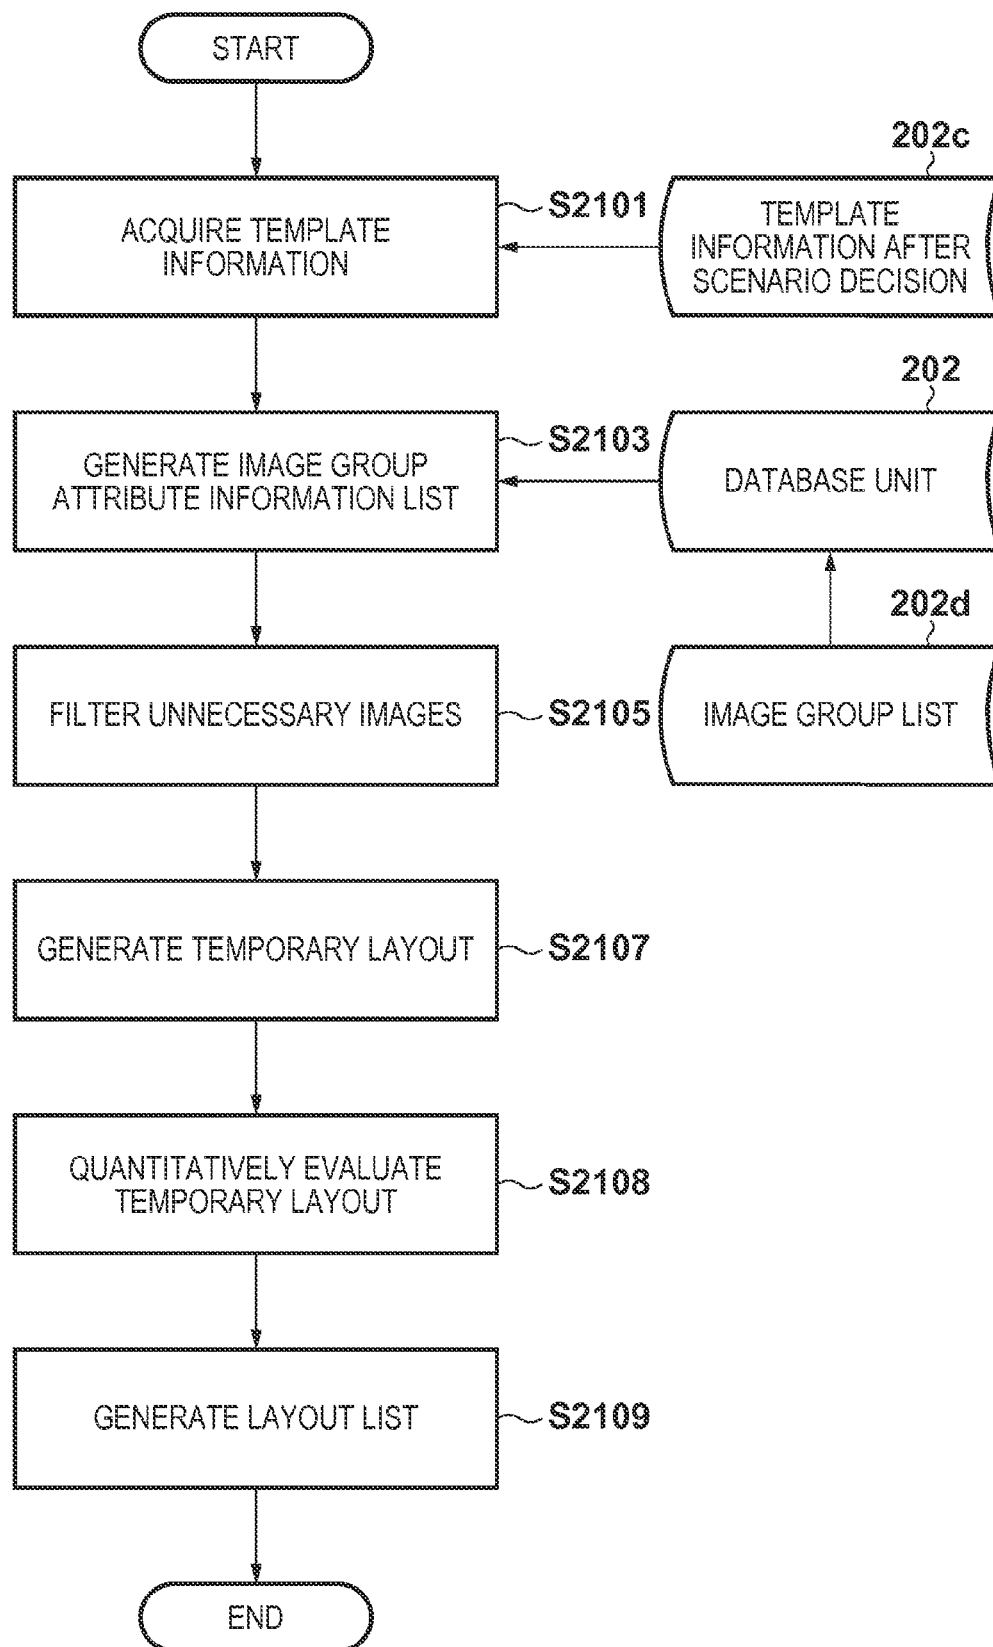 START
202c
ACQUIRE TEMPLATE
INFORMATION
S2101
TEMPLATE
INFORMATION AFTER
SCENARIO DECISION
202
GENERATE IMAGE GROUP
ATTRIBUTE INFORMATION LIST
S2103
DATABASE UNIT
202d
FILTER UNNECESSARY IMAGES
S2105
IMAGE GROUP LIST
GENERATE TEMPORARY LAYOUT
S2107
QUANTITATIVELY EVALUATE
TEMPORARY LAYOUT
S2108
GENERATE LAYOUT LIST
S2109
END